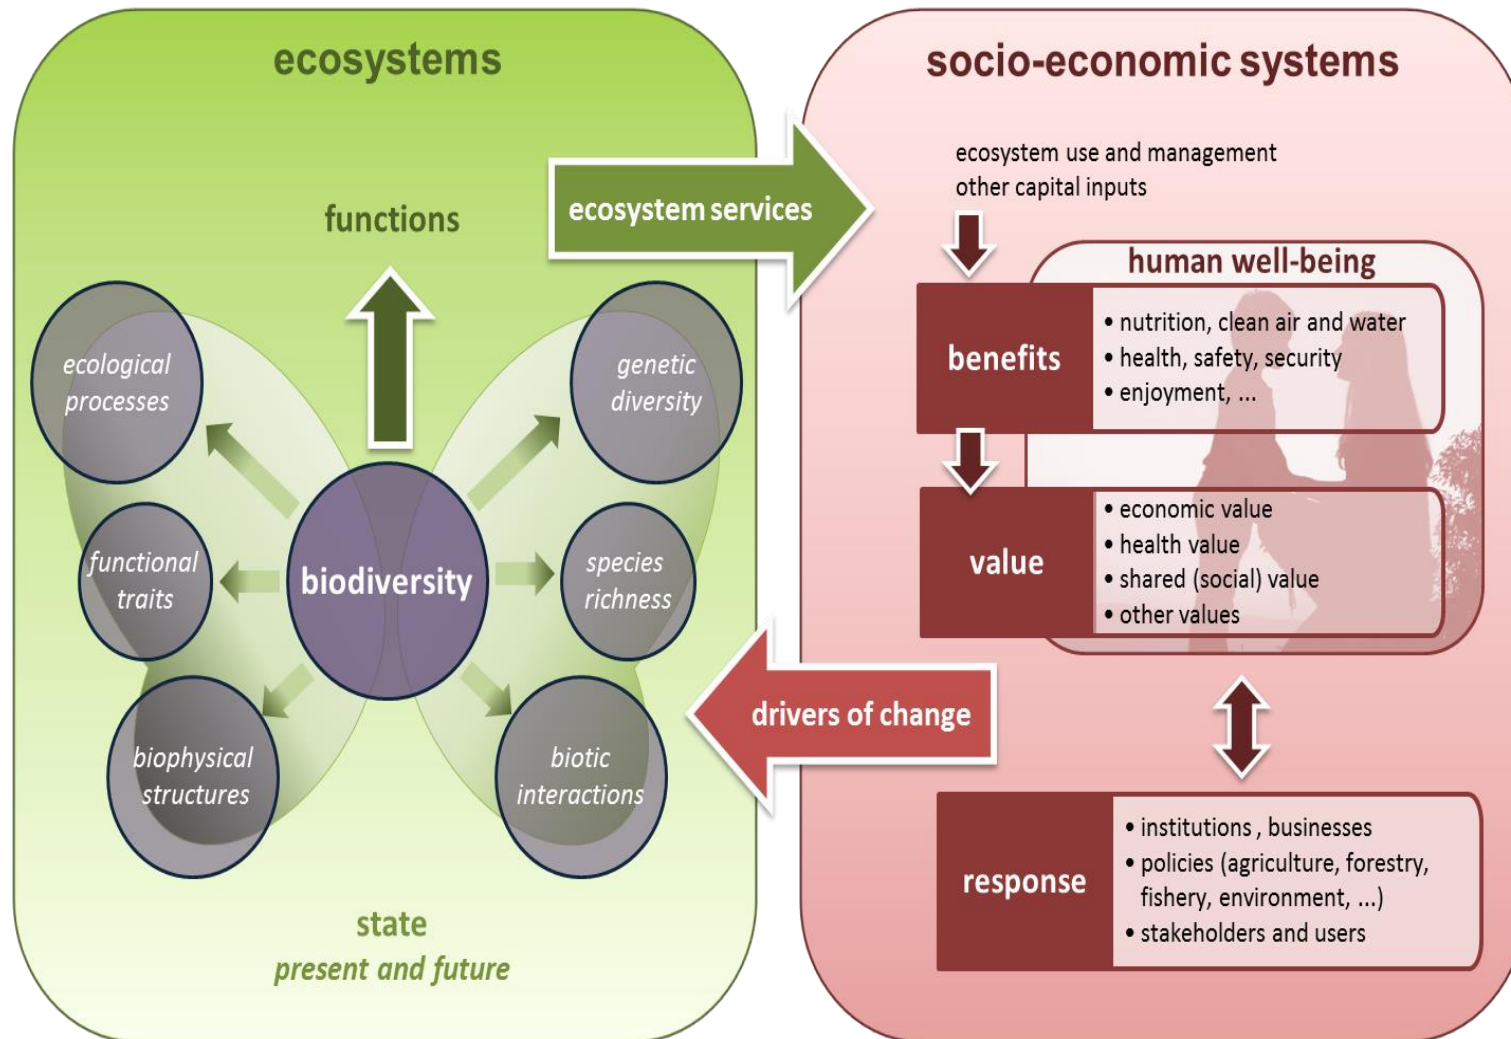 ecosystems
functions
ecological
processes
genetic
diversity
functional
traits
biodiversity
species
richness
biophysical
structures
biotic
interactions
state
present and future
ecosystem services
drivers of change
socio-economic systems
ecosystem use and management
other capital inputs
human well-being
benefits
• nutrition, clean air and water
• health, safety, security
• enjoyment, ...
value
• economic value
• health value
• shared (social) value
• other values
response
• institutions , businesses
• policies (agriculture, forestry,
fishery, environment, ...)
• stakeholders and users